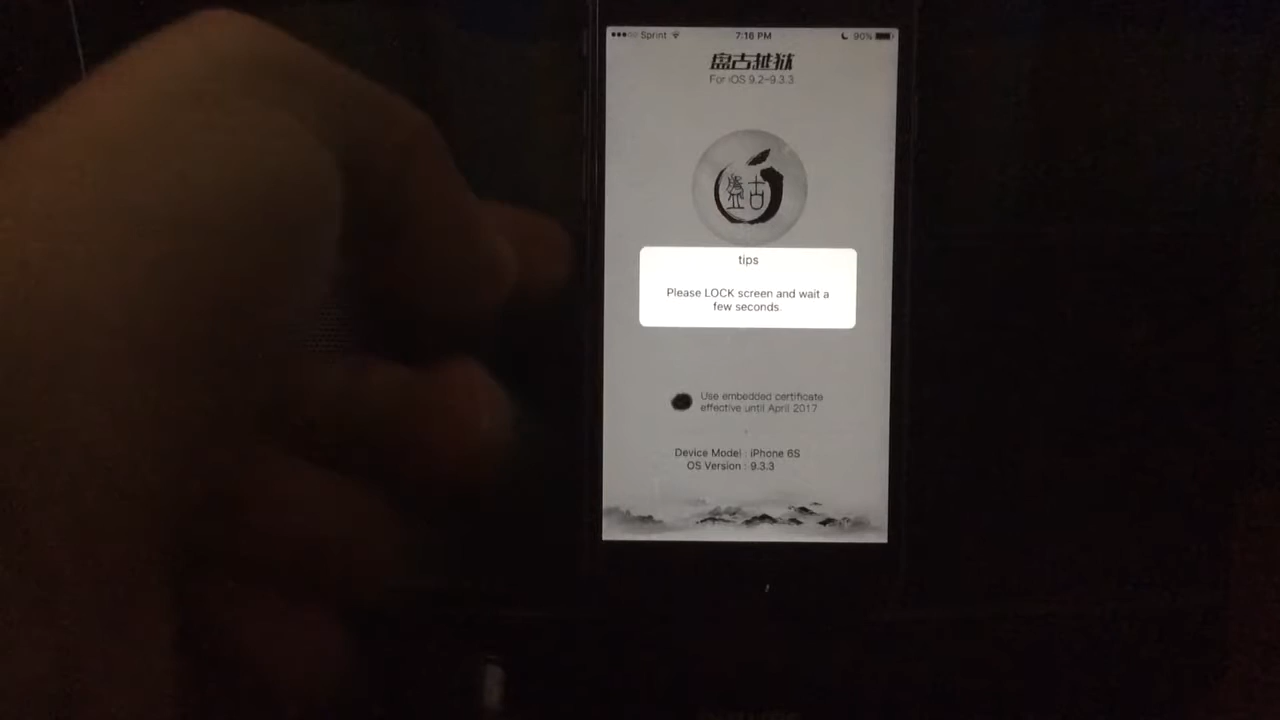 Sprint 7:16 PM 90%
盘古越狱
For iOS 9.2-9.3.3
盘古
tips
Please LOCK screen and wait a
few seconds.
Use embedded certificate
effective until April 2017
Device Model : iPhone 6S
OS Version : 9.3.3